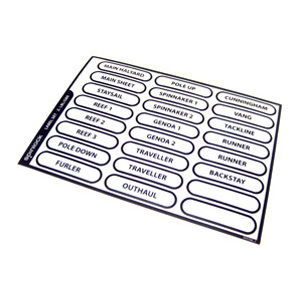 MAIN HALYARD
MAIN SHEET
STAYSAIL
REEF 1
REEF 2
REEF 3
POLE DOWN
FURLER
POLE UP
SPINNAKER 1
SPINNAKER 2
GENOA 1
GENOA 2
TRAVELLER
TRAVELLER
OUTHAUL
CUNNINGHAM
VANG
TACKLINE
RUNNER
RUNNER
BACKSTAY
spinlock